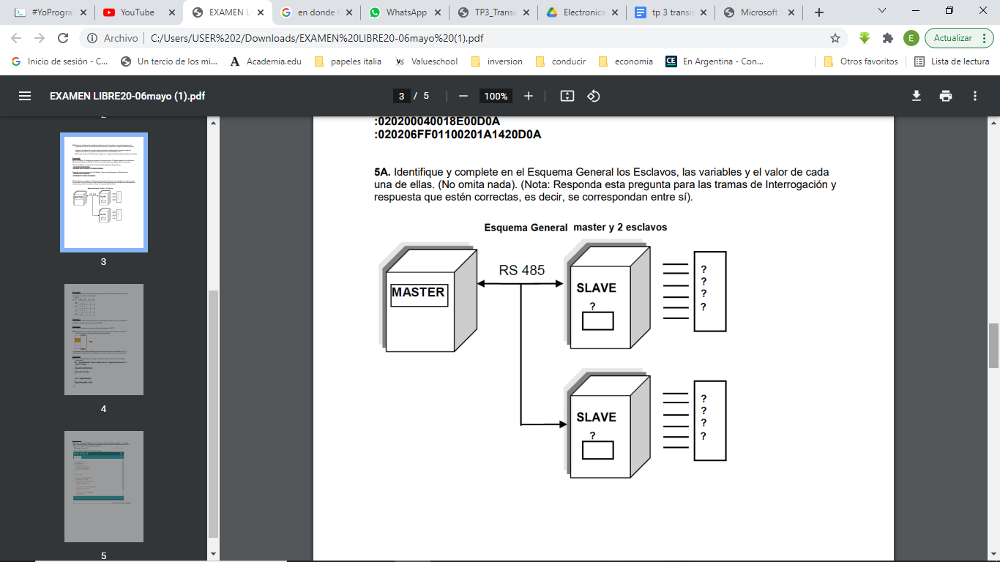 #YoProgran
YouTube
EXAMEN L
en donde
WhatsApp
TP3_Transi
Electronica
tp 3 transis
Microsoft
Archivo
C:/Users/USER%202/Downloads/EXAMEN%20LIBRE20-06mayo%20(1).pdf
E
Actualizar
Inicio de sesión - C...
Un tercio de los mi...
Academia.edu
papeles italia
Valueschool
inversion
conducir
economia
CE
En Argentina - Con...
Otros favoritos
Lista de lectura
EXAMEN LIBRE20-06mayo (1).pdf
3 / 5
100%
:020200040018E00D0A
:020206FF01100201A1420D0A
5A. Identifique y complete en el Esquema General los Esclavos, las variables y el valor de cada
una de ellas. (No omita nada). (Nota: Responda esta pregunta para las tramas de Interrogación y
respuesta que estén correctas, es decir, se correspondan entre sí).
Esquema General master y 2 esclavos
MASTER
RS 485
SLAVE
?
?
?
?
?
SLAVE
?
?
?
?
?
3
4
5